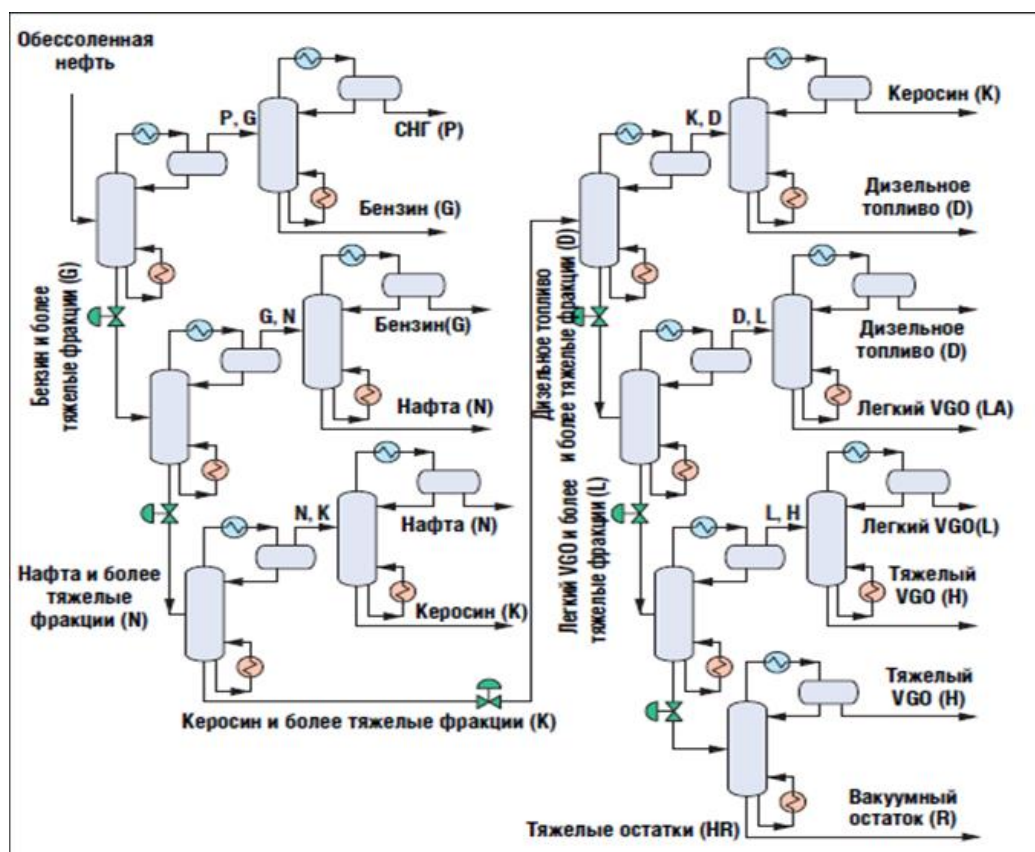 Обессоленная
нефть
P, G
СНГ (P)
Бензин (G)
Бензин и более
тяжелые фракции (G)
G, N
Бензин(G)
Нафта (N)
N, K
Нафта (N)
Нафта и более
тяжелые
фракции (N)
Керосин (K)
Керосин и более тяжелые фракции (K)
K, D
Керосин (K)
Дизельное
топливо (D)
Дизельное топливо
и более тяжелые фракции (D)
D, L
Дизельное
топливо (D)
Легкий VGO (LA)
Легкий VGO и более
тяжелые фракции (L)
L, H
Легкий VGO(L)
Тяжелый
VGO (H)
Тяжелый
VGO (H)
Вакуумный
остаток (R)
Тяжелые остатки (HR)